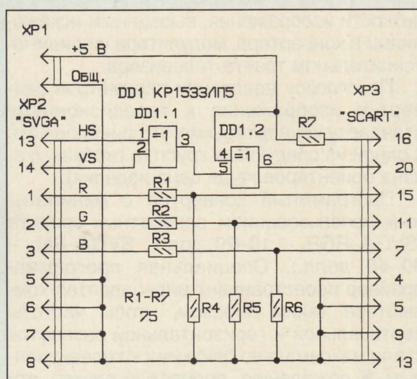 XP1
+5 В
Общ.
XP2
"SVGA"
DD1 КР1533ЛП5
XP3
"SCART"
HS
DD1.1
DD1.2
R7
13
1
=1
3
4
=1
6
16
VS
2
5
14
20
R
R1
1
15
G
R2
2
11
B
R3
3
7
5
R1-R7
R4
R5
R6
5
6
75
7
9
8
13